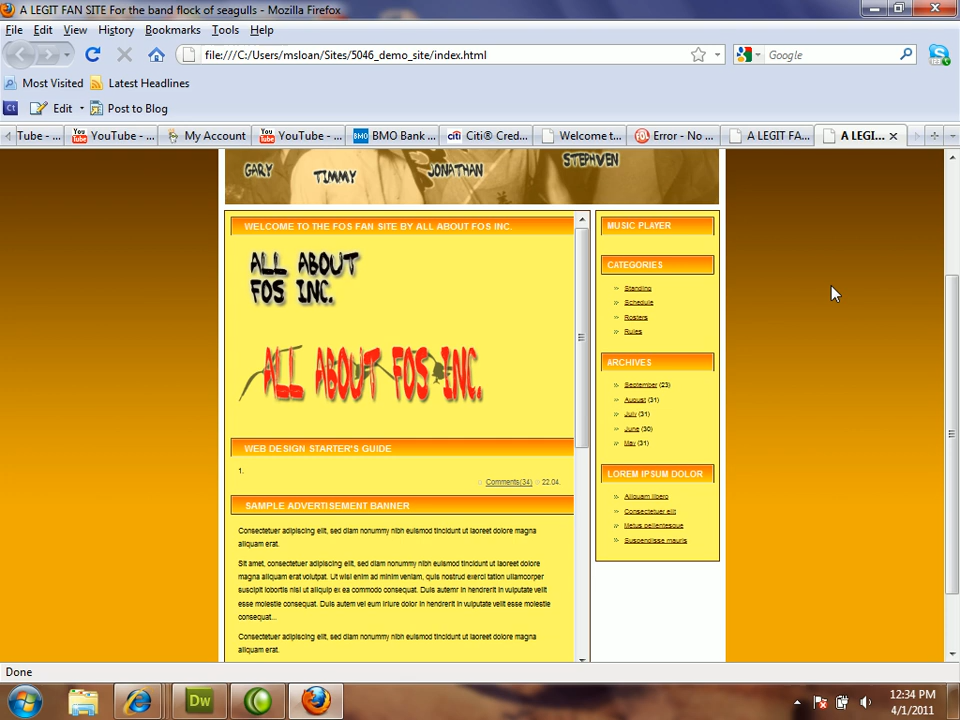 A LEGIT FAN SITE For the band flock of seagulls - Mozilla Firefox
File Edit View History Bookmarks Tools Help
file:///C:/Users/msloan/Sites/5046_demo_site/index.html
Google
Most Visited Latest Headlines
Ct Edit Post to Blog
Tube - ... YouTube - ... My Account YouTube - ... BMO Bank ... Citi® Cred... Welcome t... Error - No ... A LEGIT FA... A LEGI...
GARY TIMMY JONATHAN STEPHVEN
WELCOME TO THE FOS FAN SITE BY ALL ABOUT FOS INC.
ALL ABOUT
FOS INC.
ALL ABOUT FOS INC.
WEB DESIGN STARTER'S GUIDE
1.
Comments(34) 22.04.
SAMPLE ADVERTISEMENT BANNER
Consectetuer adipiscing elit, sed diam nonummy nibh euismod tincidunt ut laoreet dolore magna
aliquam erat.
Sit amet, consectetuer adipiscing elit, sed diam nonummy nibh euismod tincidunt ut laoreet dolore
magna aliquam erat volutpat. Ut wisi enim ad minim veniam, quis nostrud exerci tation ullamcorper
suscipit lobortis nisl ut aliquip ex ea commodo consequat. Duis autemr in hendrerit in vulputate velit
esse molestie consequat. Duis autem vel eum iriure dolor in hendrerit in vulputate velit esse molestie
consequat...
Consectetuer adipiscing elit, sed diam nonummy nibh euismod tincidunt ut laoreet dolore magna
aliquam erat.
MUSIC PLAYER
CATEGORIES
Standing
Schedule
Rosters
Rules
ARCHIVES
September (23)
August (31)
July (31)
June (30)
May (31)
LOREM IPSUM DOLOR
Aliquam libero
Consectetuer elit
Metus pellentesque
Suspendisse mauris
Done
Dw
12:34 PM
4/1/2011